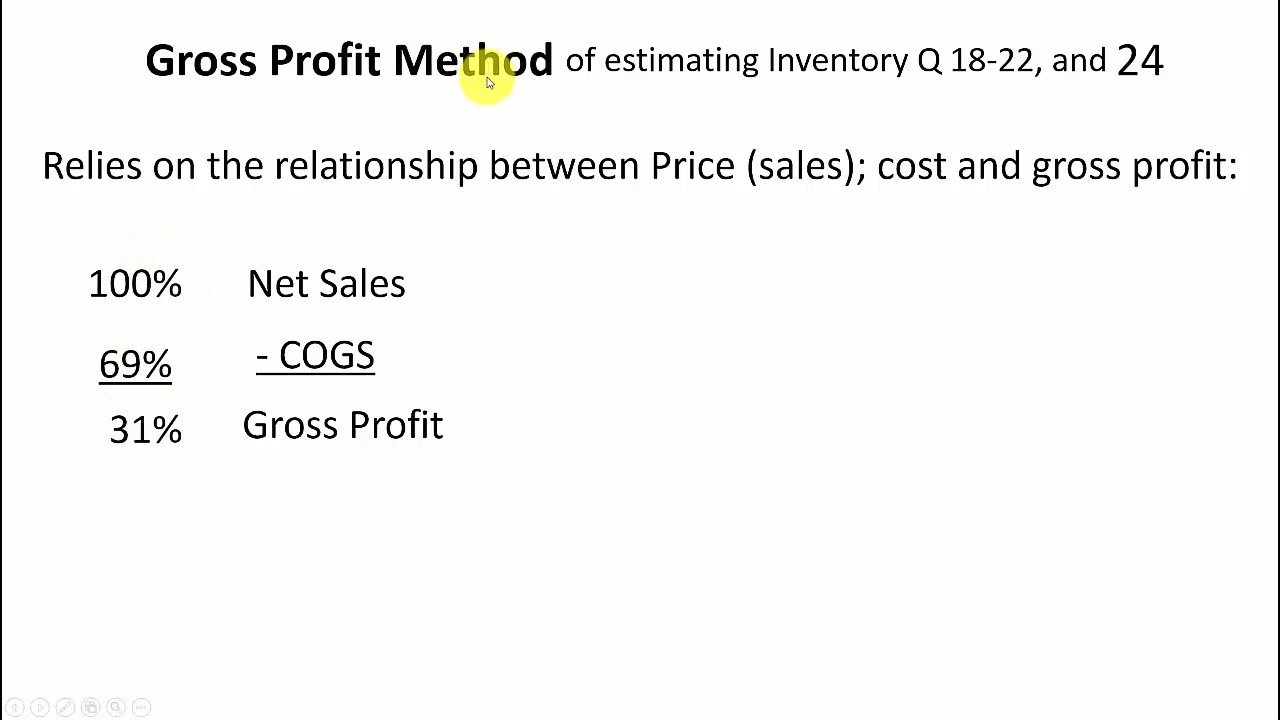 Gross Profit Method of estimating Inventory Q 18-22, and 24
Relies on the relationship between Price (sales); cost and gross profit:
100% Net Sales
69% - COGS
31% Gross Profit